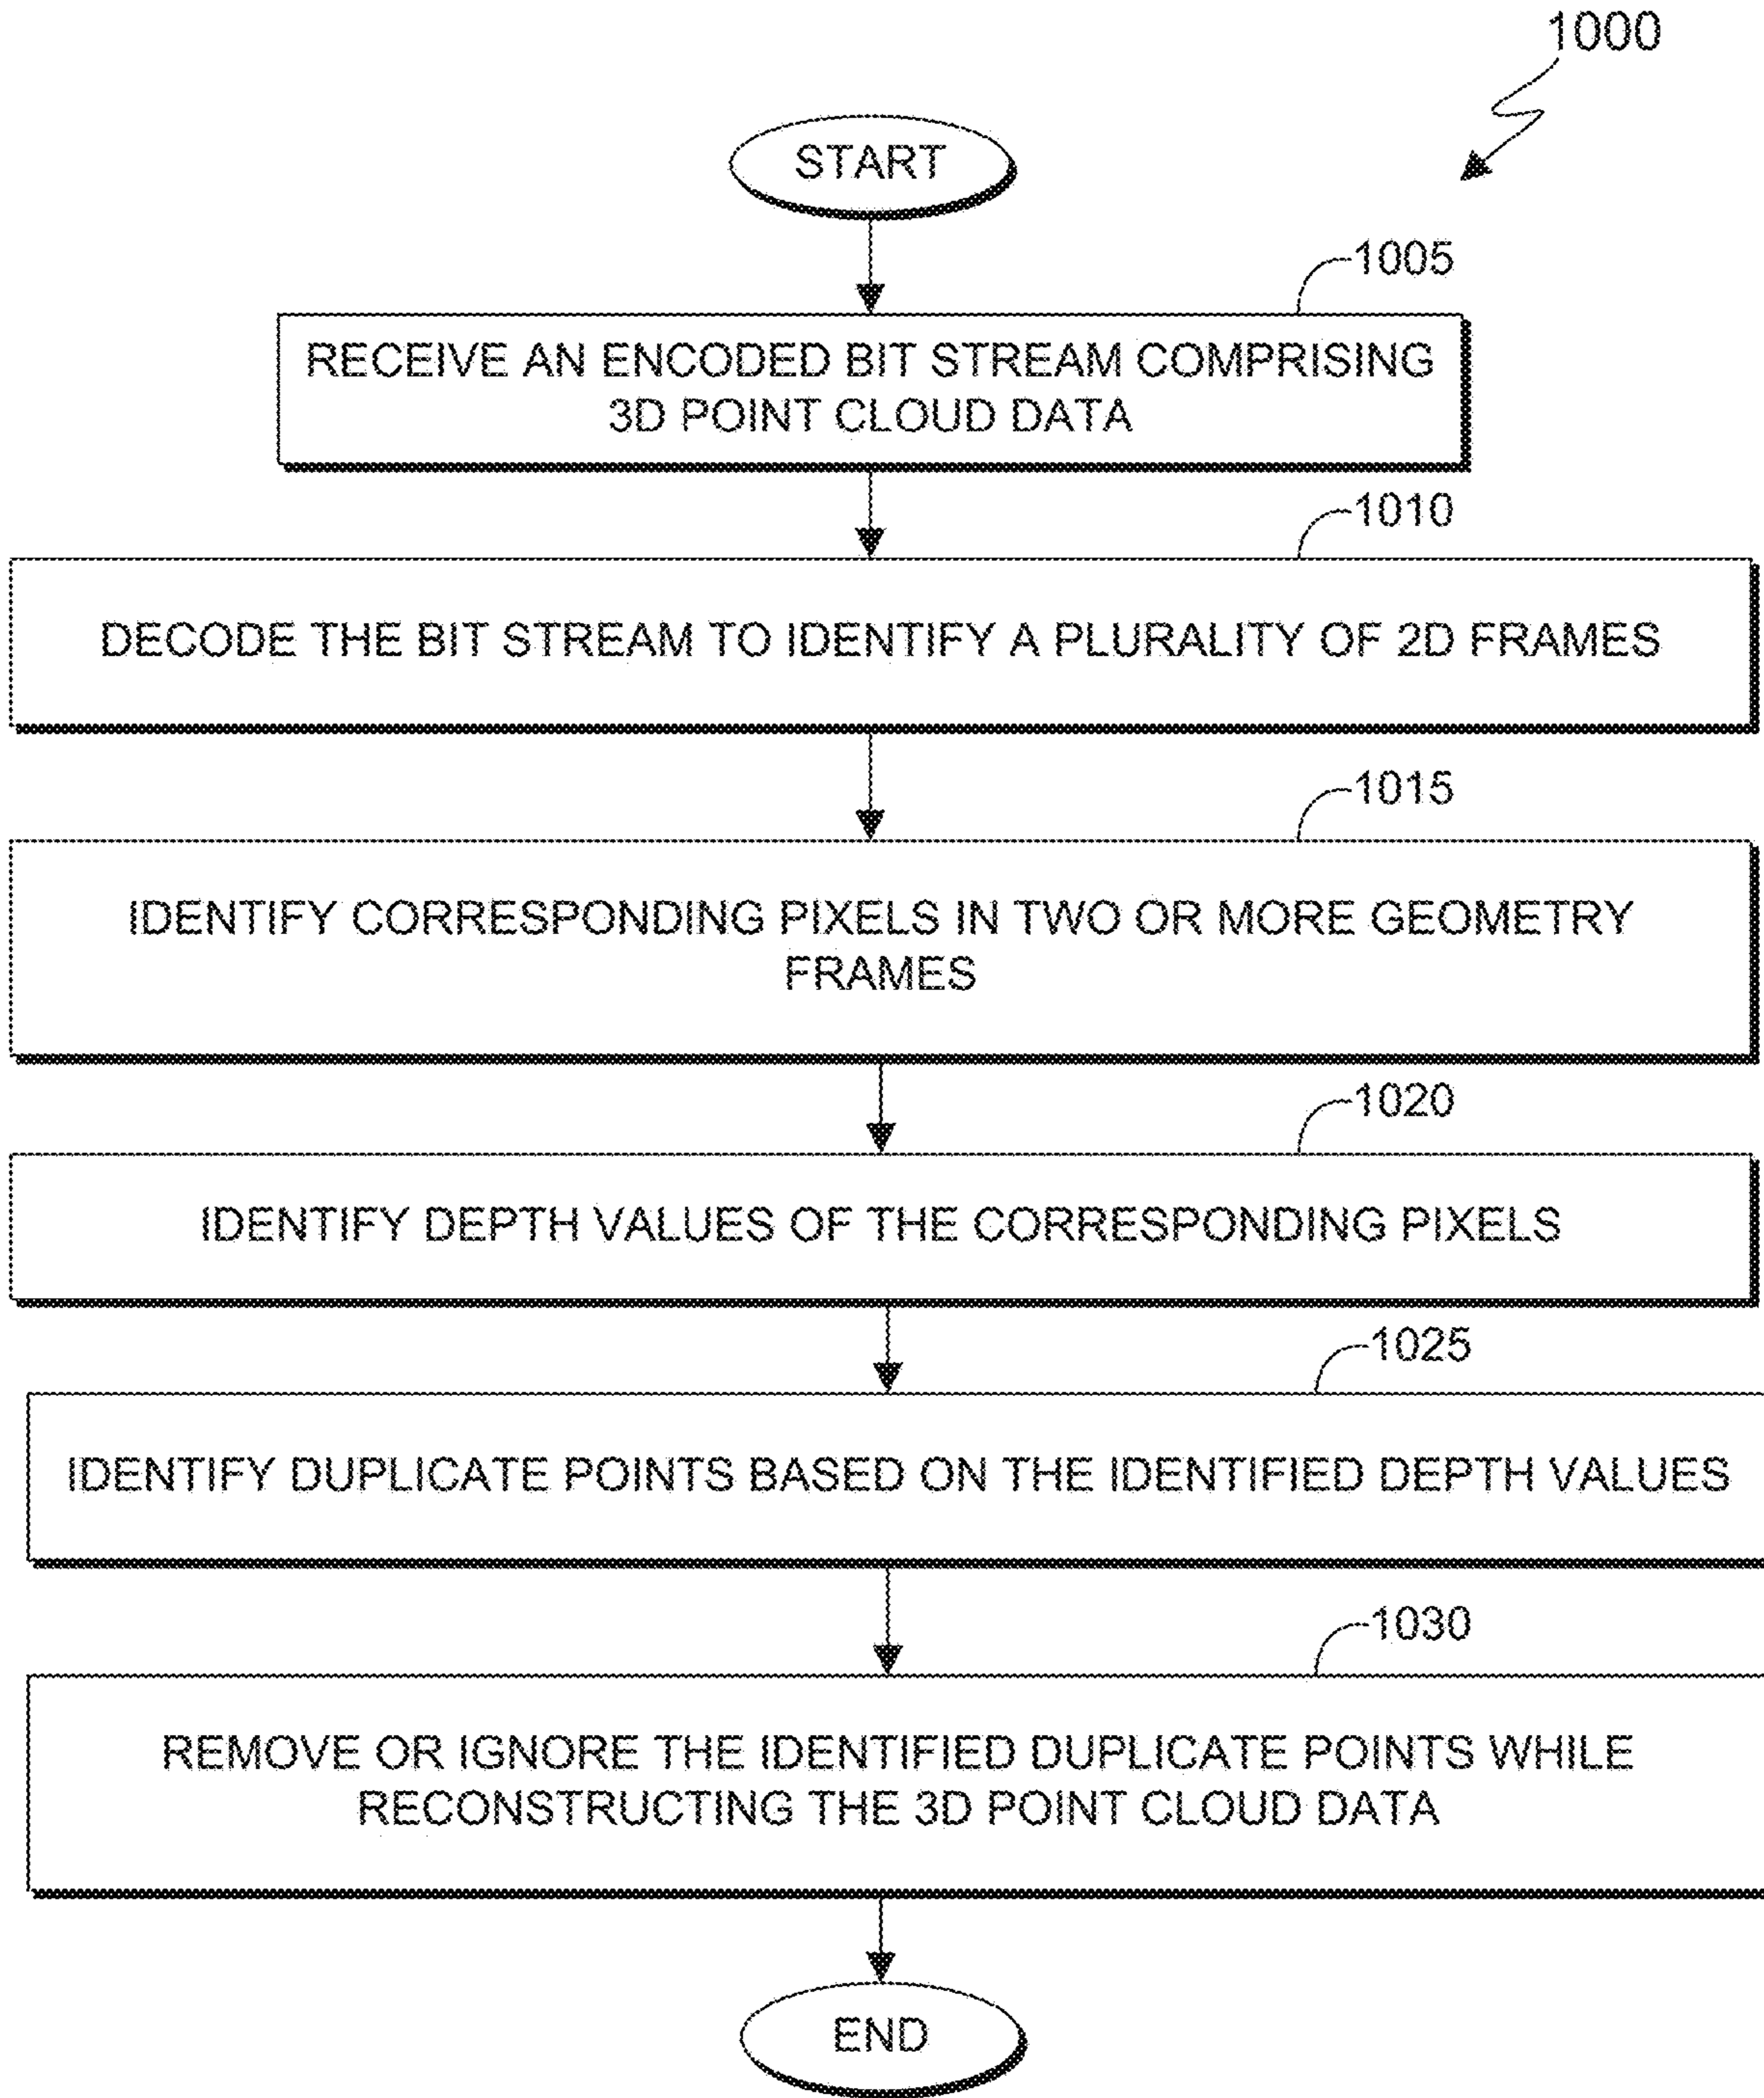 1000
START
1005
RECEIVE AN ENCODED BIT STREAM COMPRISING
3D POINT CLOUD DATA
1010
DECODE THE BIT STREAM TO IDENTIFY A PLURALITY OF 2D FRAMES
1015
IDENTIFY CORRESPONDING PIXELS IN TWO OR MORE GEOMETRY
FRAMES
1020
IDENTIFY DEPTH VALUES OF THE CORRESPONDING PIXELS
1025
IDENTIFY DUPLICATE POINTS BASED ON THE IDENTIFIED DEPTH VALUES
1030
REMOVE OR IGNORE THE IDENTIFIED DUPLICATE POINTS WHILE
RECONSTRUCTING THE 3D POINT CLOUD DATA
END